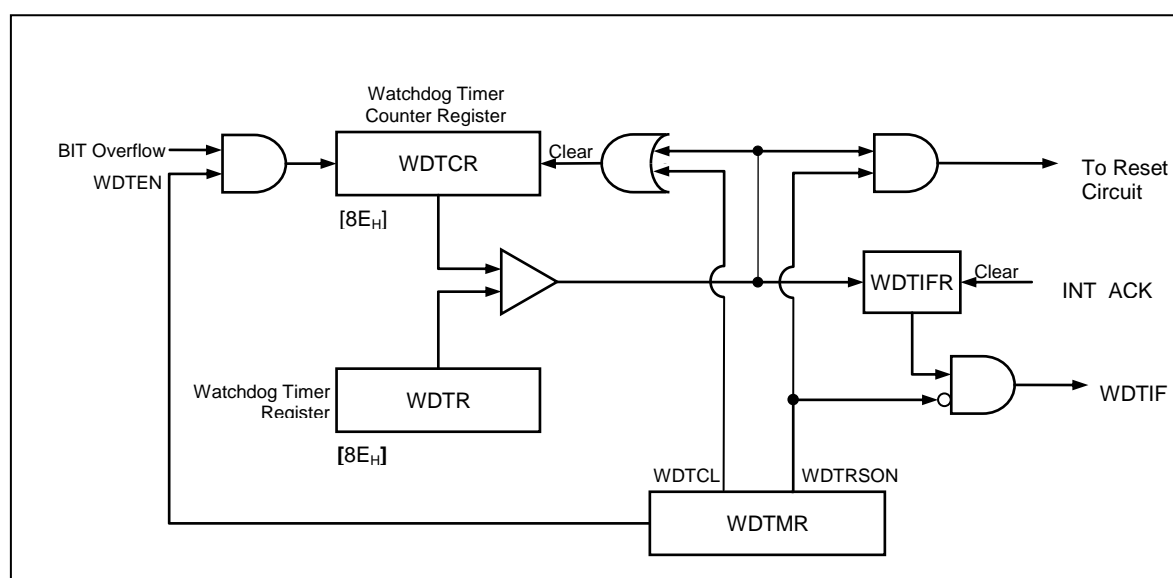 Watchdog Timer
Counter Register
BIT Overflow
WDTEN
WDTCR
Clear
To Reset
Circuit
[8EH]
WDTIFR
Clear
INT ACK
Watchdog Timer
Register
WDTR
WDTIF
[8EH]
WDTCL
WDTRSON
WDTMR